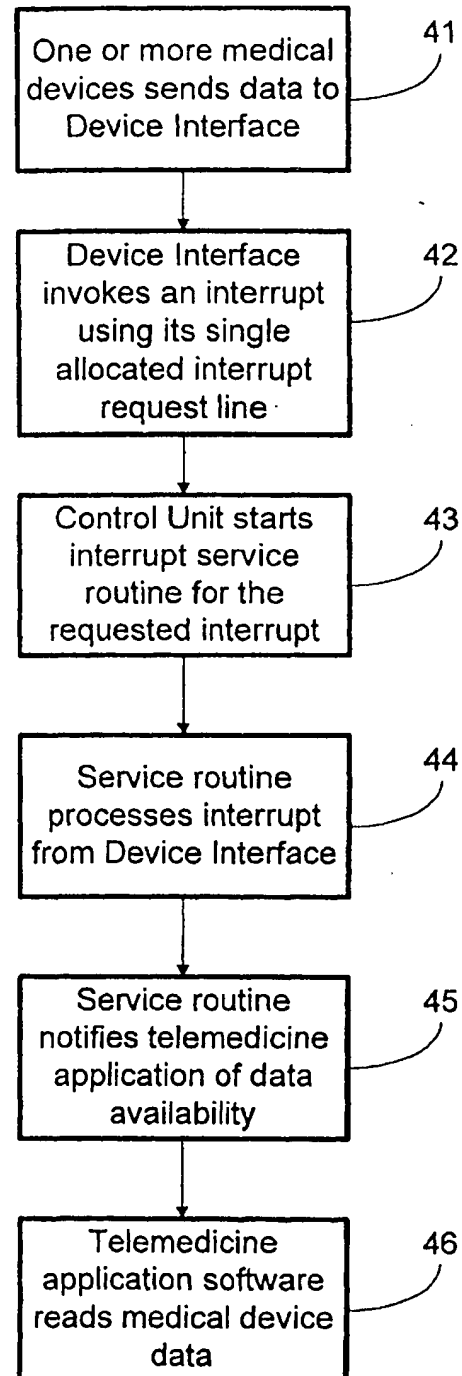 One or more medical
devices sends data to
Device Interface
41
Device Interface
invokes an interrupt
using its single
allocated interrupt
request line
42
Control Unit starts
interrupt service
routine for the
requested interrupt
43
Service routine
processes interrupt
from Device Interface
44
Service routine
notifies telemedicine
application of data
availability
45
Telemedicine
application software
reads medical device
data
46